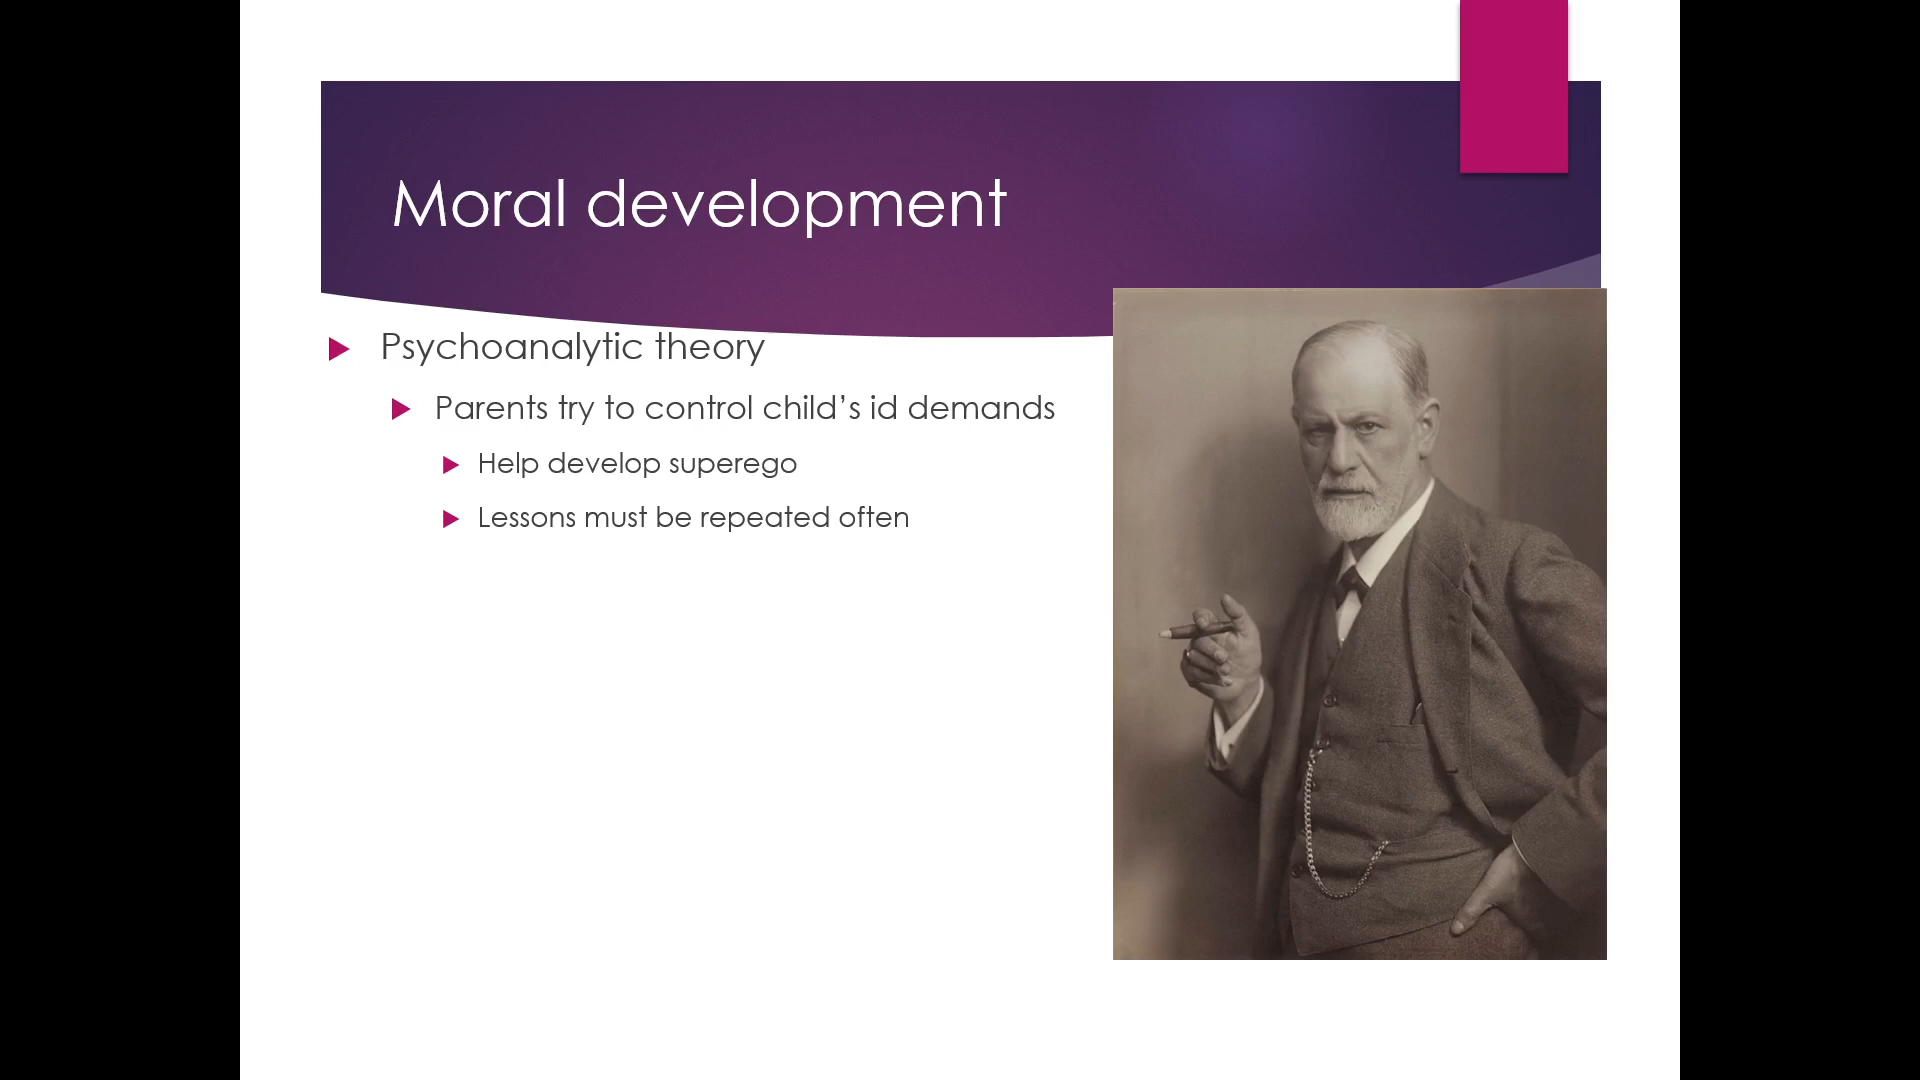 Moral development
Psychoanalytic theory
Parents try to control child’s id demands
Help develop superego
Lessons must be repeated often